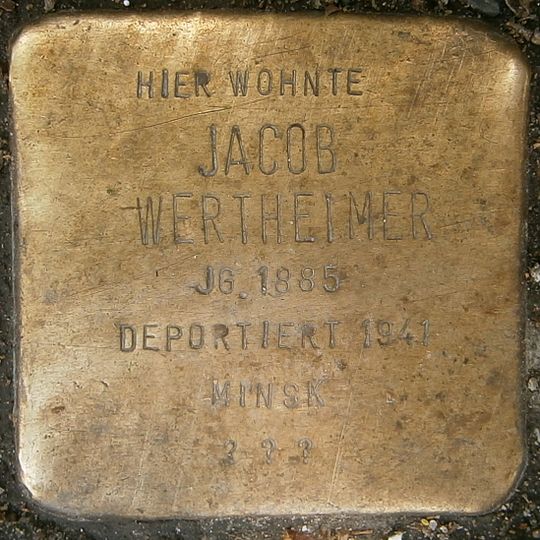 HIER WOHNTE
JACOB
WERTHEIMER
JG. 1885
DEPORTIERT 1941
MINSK
? ? ?